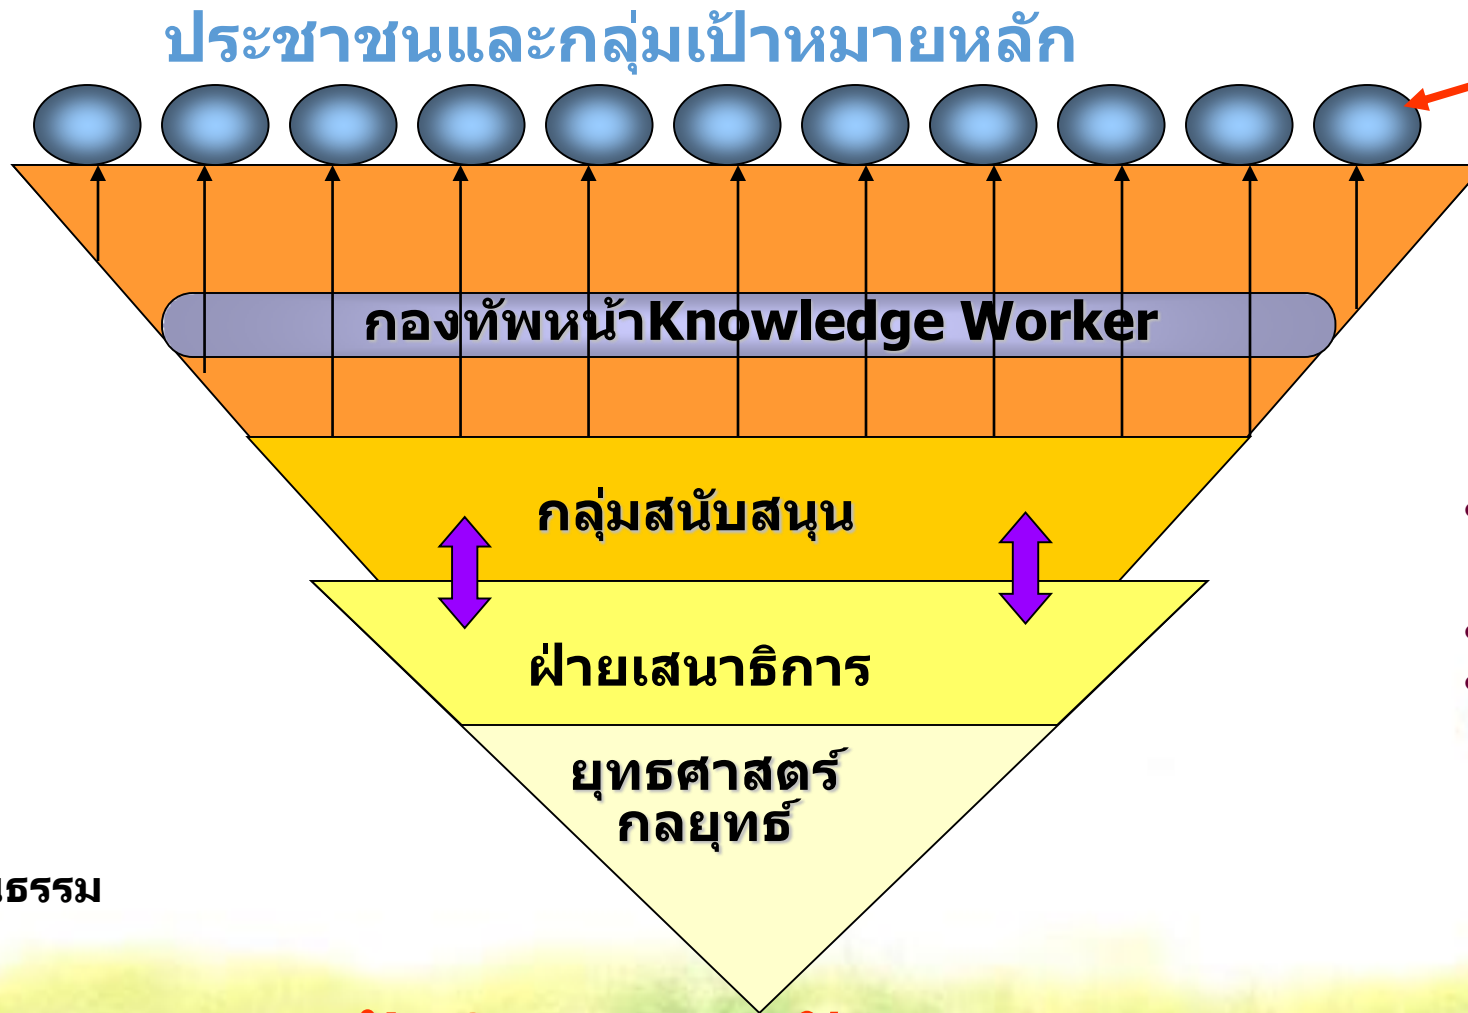 ประชาชนและกลุ่มเป้าหมายหลัก
กองทัพหน้าKnowledge Worker
กลุ่มสนับสนุน
ฝ่ายเสนาธิการ
ยุทธศาสตร์
กลยุทธ์